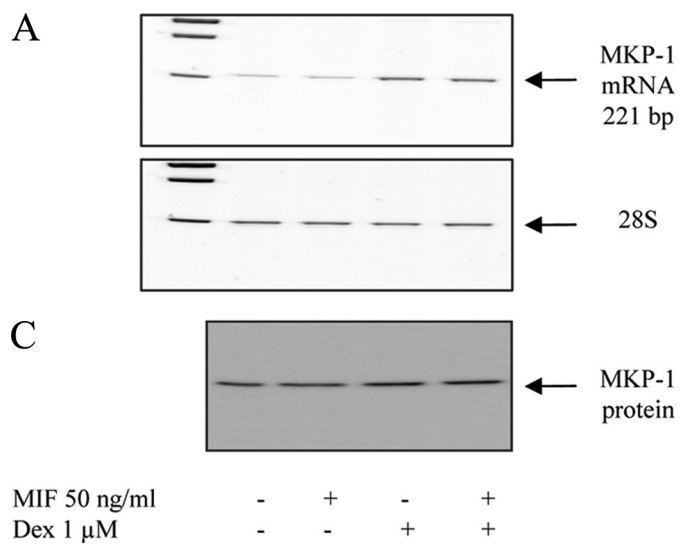 A
MKP-1
mRNA
221 bp
28S
C
MKP-1
protein
MIF 50 ng/ml - + - +
Dex 1 µM - - + +